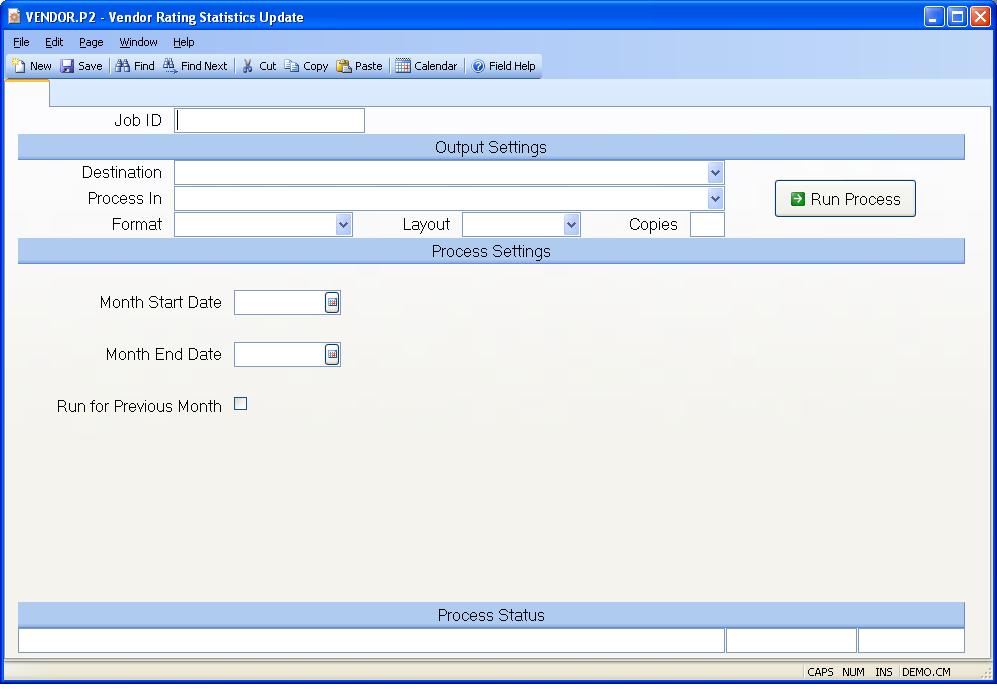 VENDOR.P2 - Vendor Rating Statistics Update
File Edit Page Window Help
New Save Find Find Next Cut Copy Paste Calendar Field Help
Job ID
Output Settings
Destination
Process In
Run Process
Format Layout Copies
Process Settings
Month Start Date
Month End Date
Run for Previous Month
Process Status
CAPS NUM INS DEMO.CM